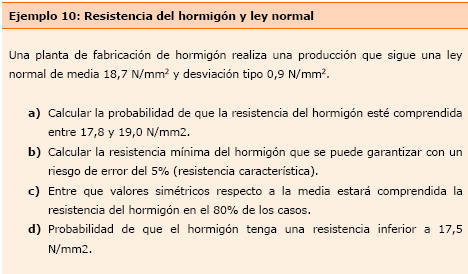 Ejemplo 10: Resistencia del hormigón y ley normal
Una planta de fabricación de hormigón realiza una producción que sigue una ley
normal de media 18,7 N/mm² y desviación tipo 0,9 N/mm².
a) Calcular la probabilidad de que la resistencia del hormigón esté comprendida
entre 17,8 y 19,0 N/mm2.
b) Calcular la resistencia mínima del hormigón que se puede garantizar con un
riesgo de error del 5% (resistencia característica).
c) Entre que valores simétricos respecto a la media estará comprendida la
resistencia del hormigón en el 80% de los casos.
d) Probabilidad de que el hormigón tenga una resistencia inferior a 17,5
N/mm2.